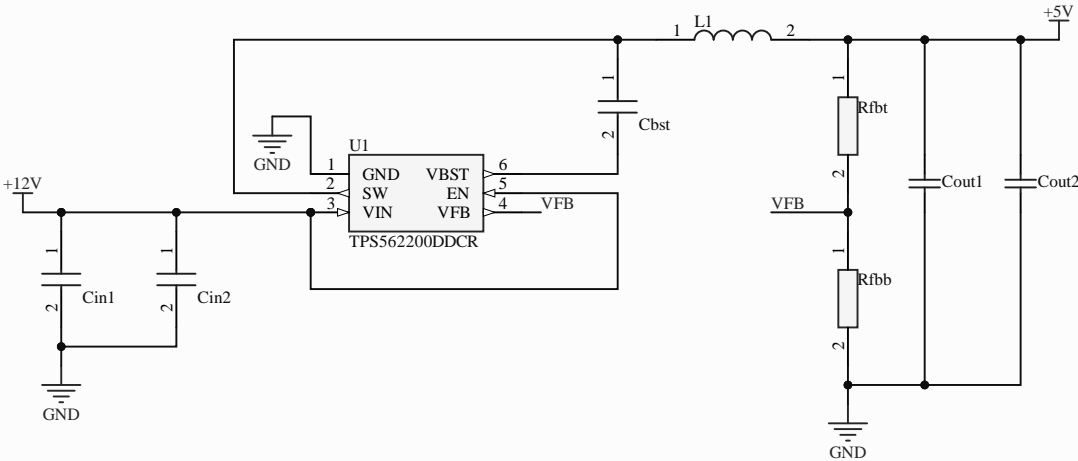 +5V
1
L1
2
1
Cbst
2
1
Rfbt
2
GND
U1
1
GND
VBST
6
2
SW
EN
5
3
VIN
VFB
4
VFB
TPS562200DDCR
+12V
1
Cin1
2
1
Cin2
2
GND
VFB
1
Rfbb
2
Cout1
Cout2
GND